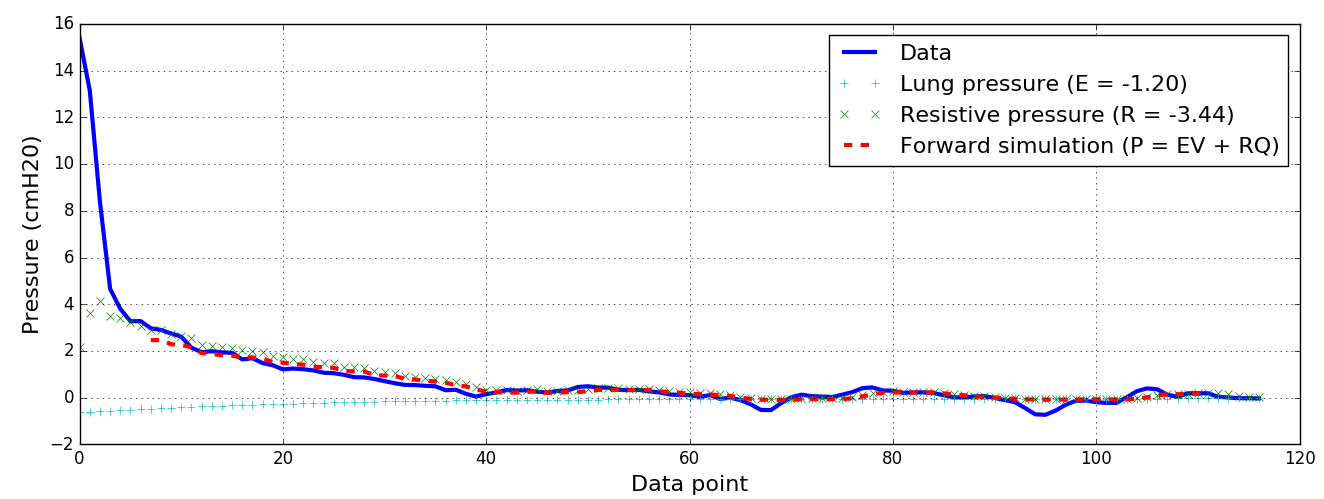 16
14
12
10
8
6
4
2
0
−2
Pressure (cmH20)
Data
Lung pressure (E = -1.20)
Resistive pressure (R = -3.44)
Forward simulation (P = EV + RQ)
0 20 40 60 80 100 120
Data point